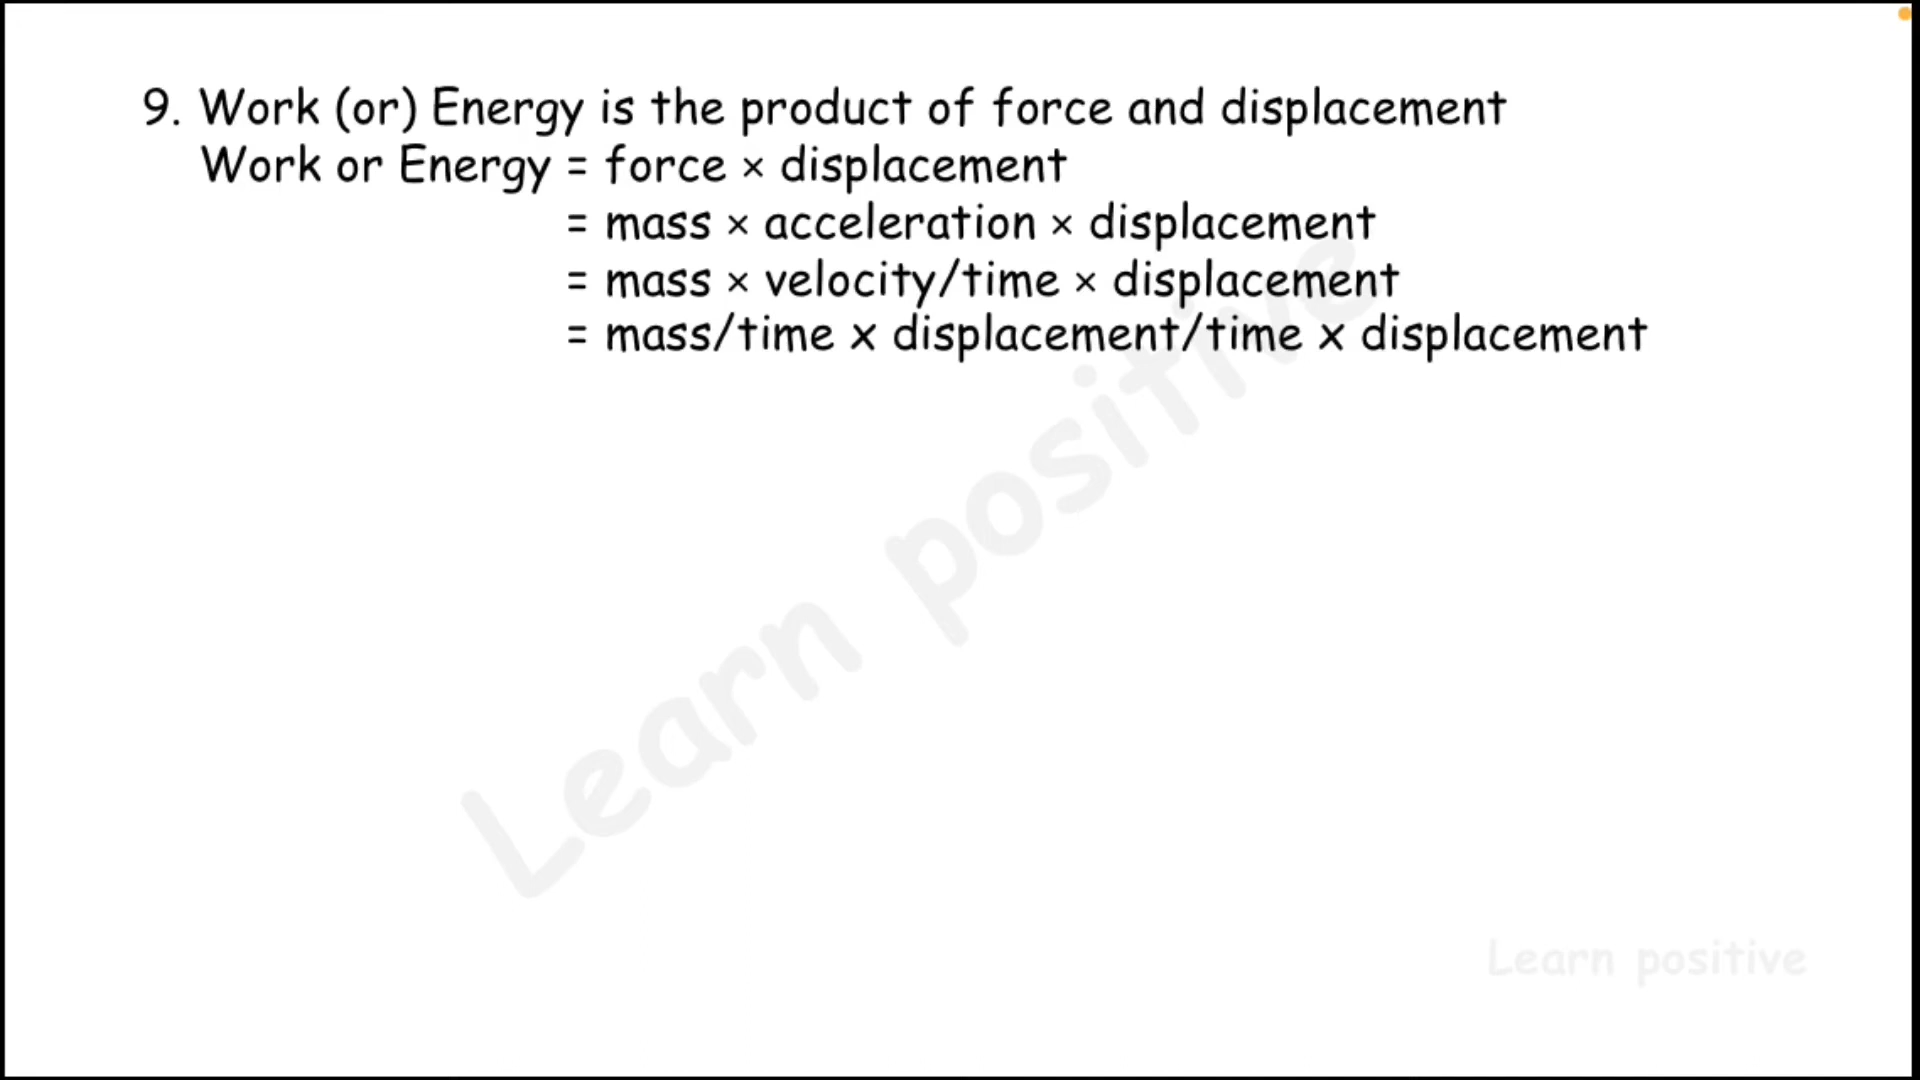 9. Work (or) Energy is the product of force and displacement
Work or Energy = force × displacement
= mass × acceleration × displacement
= mass × velocity/time × displacement
= mass/time x displacement/time x displacement
Learn positive
Learn positive